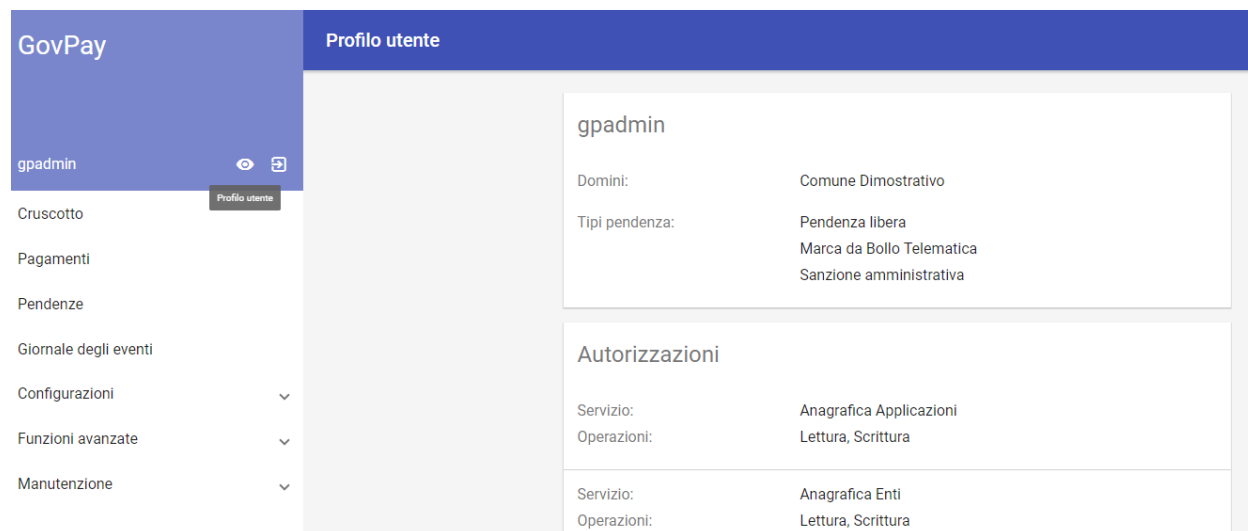 GovPay
gpadmin
Profilo utente
Cruscotto
Pagamenti
Pendenze
Giornale degli eventi
Configurazioni
Funzioni avanzate
Manutenzione
Profilo utente
gpadmin
Domini: Comune Dimostrativo
Tipi pendenza: Pendenza libera
Marca da Bollo Telematica
Sanzione amministrativa
Autorizzazioni
Servizio: Anagrafica Applicazioni
Operazioni: Lettura, Scrittura
Servizio: Anagrafica Enti
Operazioni: Lettura, Scrittura